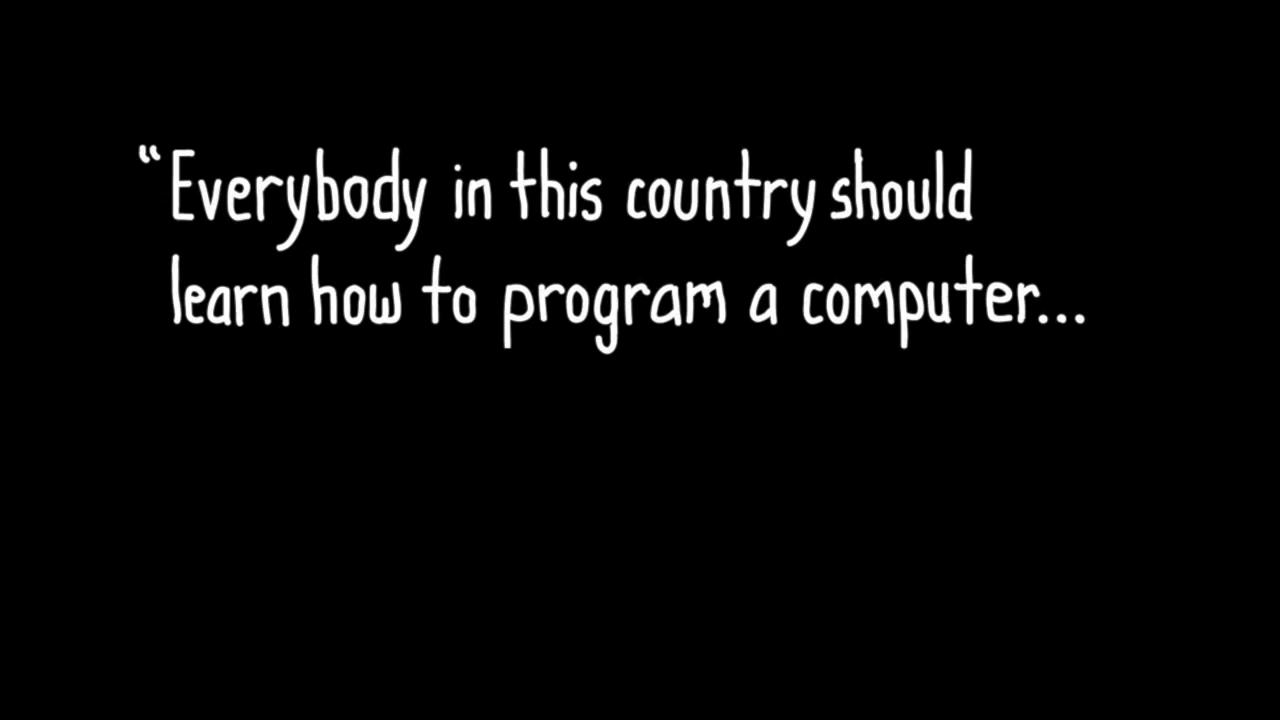 “Everybody in this country should
learn how to program a computer...